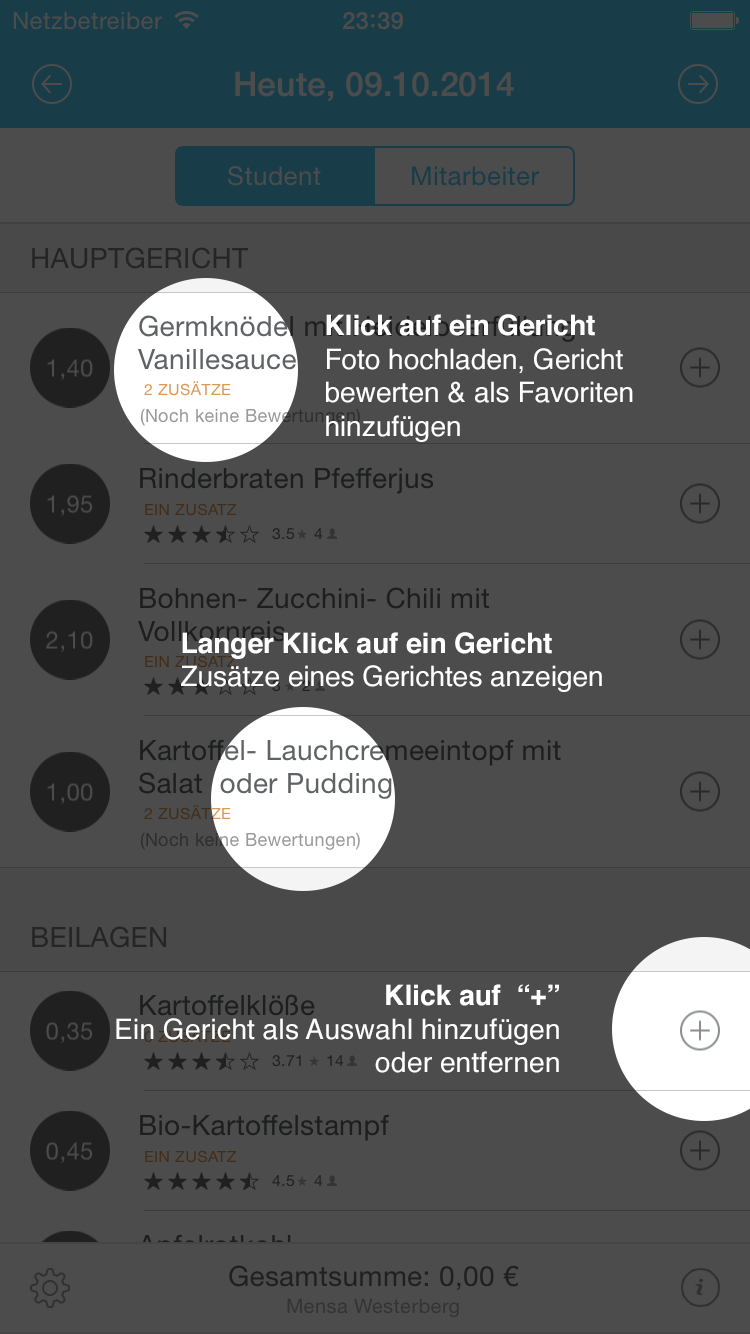 Netzbetreiber 23:39
Heute, 09.10.2014
Student Mitarbeiter
HAUPTGERICHT
1,40
Germknödel
Vanillesauce
2 ZUSÄTZE
(Noch keine Bewertungen)
Klick auf ein Gericht
Foto hochladen, Gericht
bewerten & als Favoriten
hinzufügen
1,95
Rinderbraten Pfefferjus
EIN ZUSATZ
3.5 4
2,10
Bohnen- Zucchini- Chili mit
Vollkornreis
EIN ZUSATZ
3 2
Langer Klick auf ein Gericht
Zusätze eines Gerichtes anzeigen
1,00
Kartoffel- Lauchcremeeintopf mit
Salat oder Pudding
2 ZUSÄTZE
(Noch keine Bewertungen)
BEILAGEN
0,35
Kartoffelklöße
3.71 14
Klick auf “+”
Ein Gericht als Auswahl hinzufügen
oder entfernen
0,45
Bio-Kartoffelstampf
EIN ZUSATZ
4.5 4
Gesamtsumme: 0,00 €
Mensa Westerberg